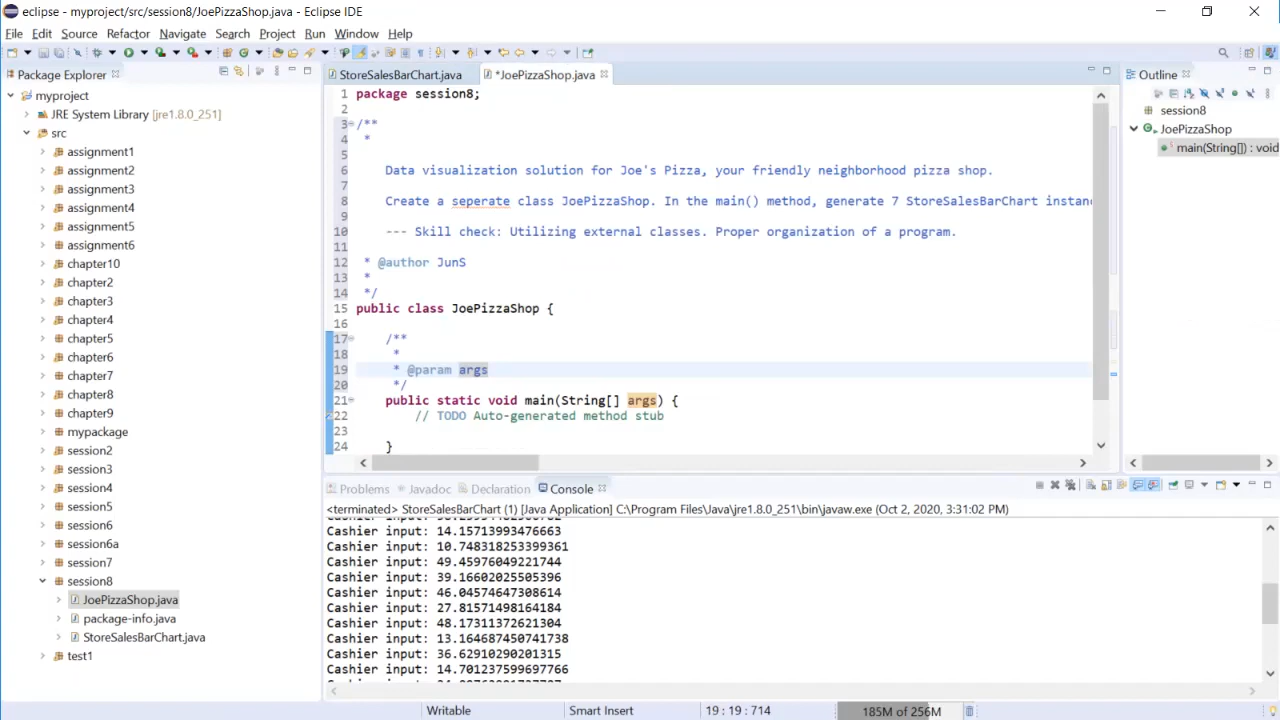 eclipse - myproject/src/session8/JoePizzaShop.java - Eclipse IDE
File Edit Source Refactor Navigate Search Project Run Window Help
Package Explorer
myproject
JRE System Library [jre1.8.0_251]
src
assignment1
assignment2
assignment3
assignment4
assignment5
assignment6
chapter10
chapter2
chapter3
chapter4
chapter5
chapter6
chapter7
chapter8
chapter9
mypackage
session2
session3
session4
session5
session6
session6a
session7
session8
JoePizzaShop.java
package-info.java
StoreSalesBarChart.java
test1
StoreSalesBarChart.java *JoePizzaShop.java
1 package session8;
2
3 /**
4 *
5
6 Data visualization solution for Joe's Pizza, your friendly neighborhood pizza shop.
7
8 Create a seperate class JoePizzaShop. In the main() method, generate 7 StoreSalesBarChart instanc
9
10 --- Skill check: Utilizing external classes. Proper organization of a program.
11
12 * @author JunS
13 *
14 */
15 public class JoePizzaShop {
16
17 /**
18 *
19 * @param args
20 */
21 public static void main(String[] args) {
22 // TODO Auto-generated method stub
23
24 }
Outline
session8
JoePizzaShop
main(String[]) : void
Problems Javadoc Declaration Console
<terminated> StoreSalesBarChart (1) [Java Application] C:\Program Files\Java\jre1.8.0_251\bin\javaw.exe (Oct 2, 2020, 3:31:02 PM)
Cashier input: 14.15713993476663
Cashier input: 10.748318253399361
Cashier input: 49.45976049221744
Cashier input: 39.16602025505396
Cashier input: 46.04574647308614
Cashier input: 27.81571498164184
Cashier input: 48.17311372621304
Cashier input: 13.164687450741738
Cashier input: 36.62910290201315
Cashier input: 14.701237599697766
Writable Smart Insert 19 : 19 : 714 185M of 256M